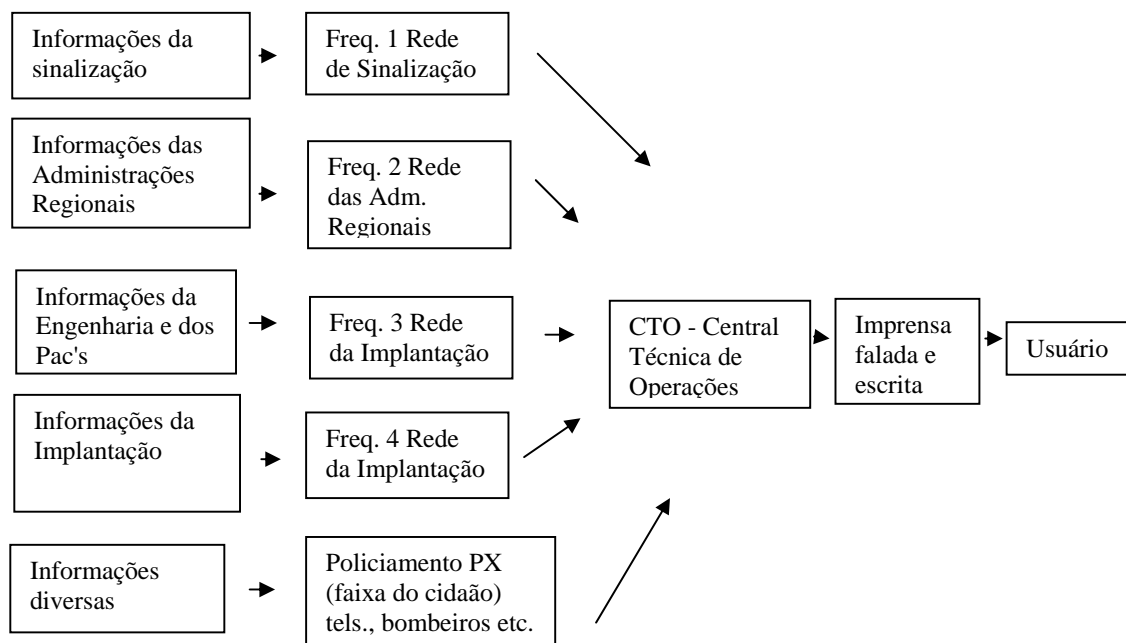 Informações da
sinalização
Freq. 1 Rede
de Sinalização
Informações das
Administrações
Regionais
Freq. 2 Rede
das Adm.
Regionais
Informações da
Engenharia e dos
Pac's
Freq. 3 Rede
da Implantação
CTO - Central
Técnica de
Operações
Imprensa
falada e
escrita
Usuário
Informações da
Implantação
Freq. 4 Rede
da Implantação
Informações
diversas
Policiamento PX
(faixa do cidaão)
tels., bombeiros etc.